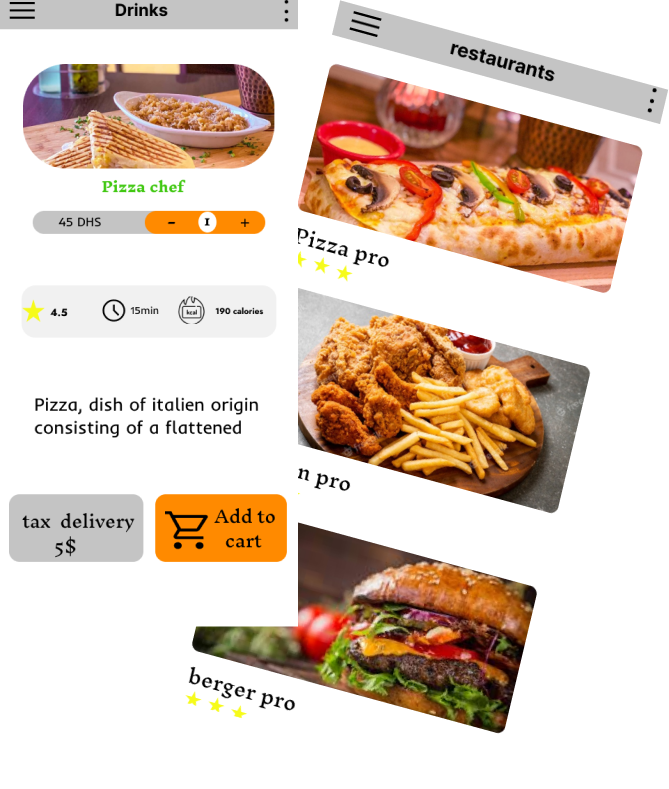 Drinks
Pizza chef
45 DHS
-
1
+
4.5
15min
kcal
190 calories
Pizza, dish of italien origin
consisting of a flattened
tax delivery
5$
Add to
cart
restaurants
Pizza pro
n pro
berger pro